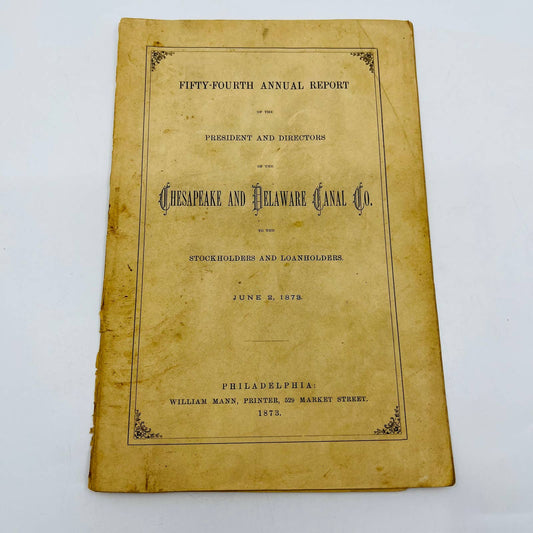 FIFTY-FOURTH ANNUAL REPORT
OF THE
PRESIDENT AND DIRECTORS
OF THE
CHESAPEAKE AND DELAWARE CANAL CO.
TO THE
STOCKHOLDERS AND LOANHOLDERS.
JUNE 2, 1873.
PHILADELPHIA:
WILLIAM MANN, PRINTER, 529 MARKET STREET.
1873.